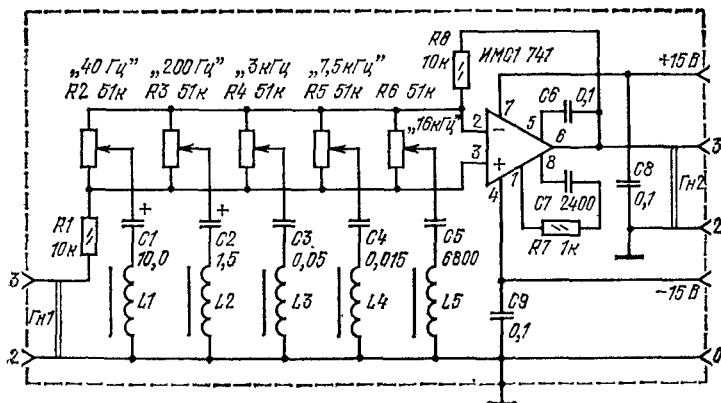 „40 Гц” „200 Гц” „3 кГц „7,5 кГц”
R2 51к R3 51к R4 51к R5 51к R6 51к
„16кГц”
R8
10к
ИМС1 741
+15В
7
2
3
1
4
5
6
8
C6
0,1
C7 2400
R7 1к
C8
0,1
3
Гн2
2
R1
10к
+
C1
10,0
+
C2
1,5
C3
0,05
C4
0,015
C5
6800
3
Гн1
2
L1
L2
L3
L4
L5
C9
0,1
−15В
0